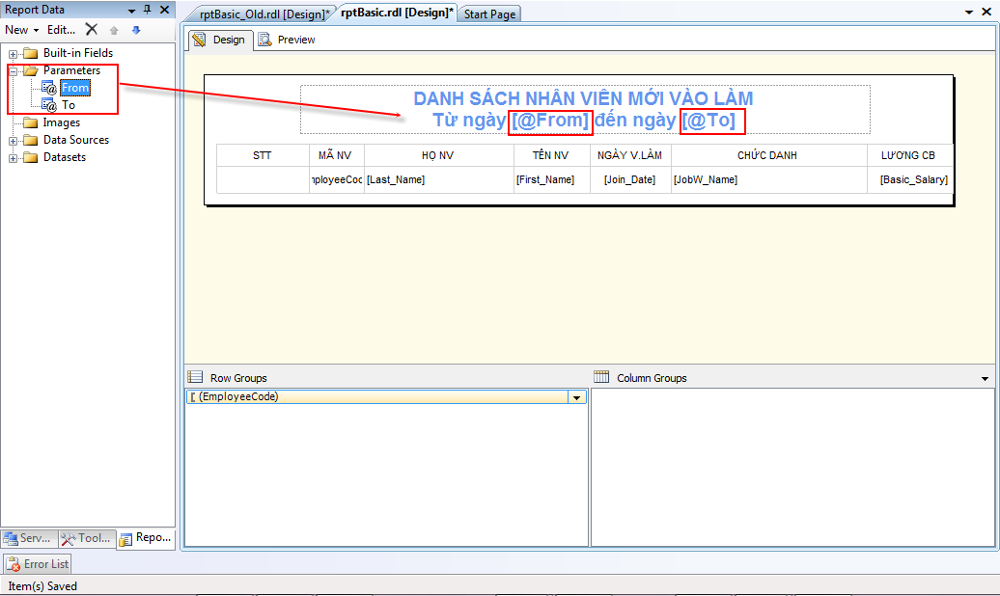 Report Data
New Edit...
Built-in Fields
Parameters
From
To
Images
Data Sources
Datasets
Serv... Tool... Repo...
rptBasic_Old.rdl [Design]* rptBasic.rdl [Design]* Start Page
Design Preview
DANH SÁCH NHÂN VIÊN MỚI VÀO LÀM
Từ ngày [@From] đến ngày [@To]
STT MÃ NV HỌ NV TÊN NV NGÀY V.LÀM CHỨC DANH LƯƠNG CB
mployeeCoc [Last_Name] [First_Name] [Join_Date] [JobW_Name] [Basic_Salary]
Row Groups Column Groups
(EmployeeCode)
Error List
Item(s) Saved